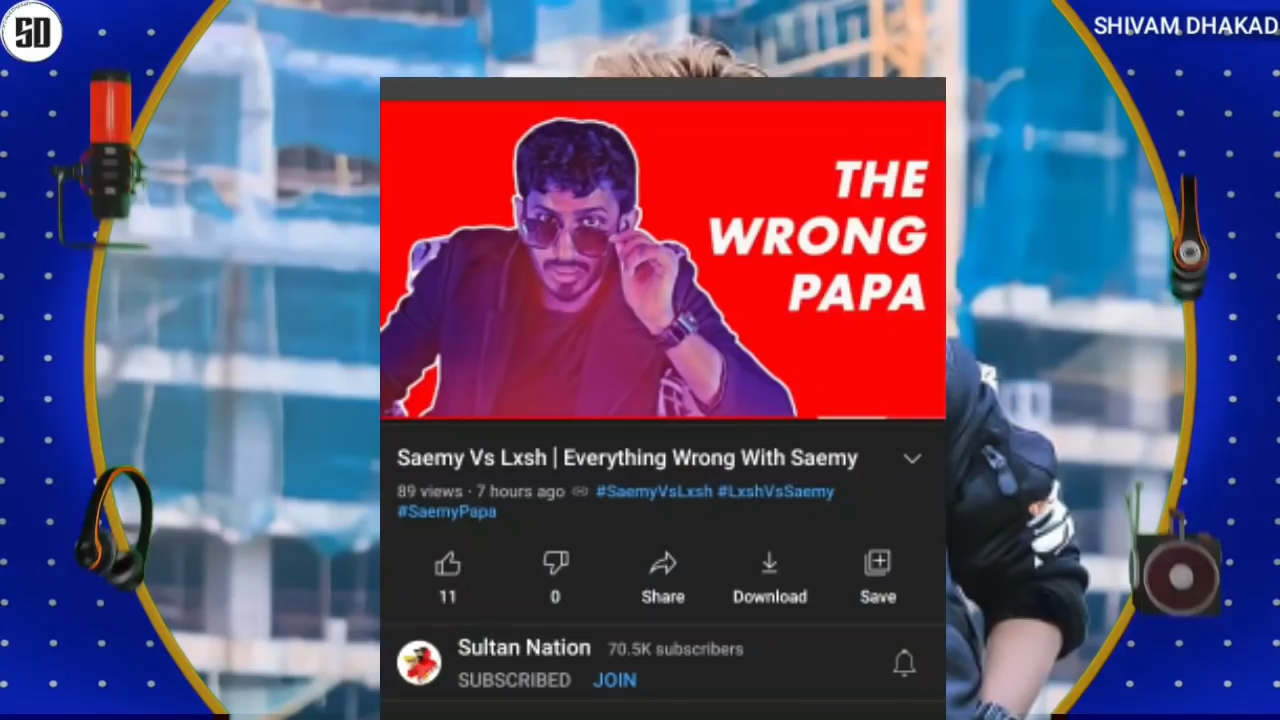 SD
SHIVAM DHAKAD
THE
WRONG
PAPA
Saemy Vs Lxsh | Everything Wrong With Saemy
89 views · 7 hours ago #SaemyVsLxsh #LxshVsSaemy
#SaemyPapa
11
0
Share
Download
Save
Sultan Nation 70.5K subscribers
SUBSCRIBED JOIN